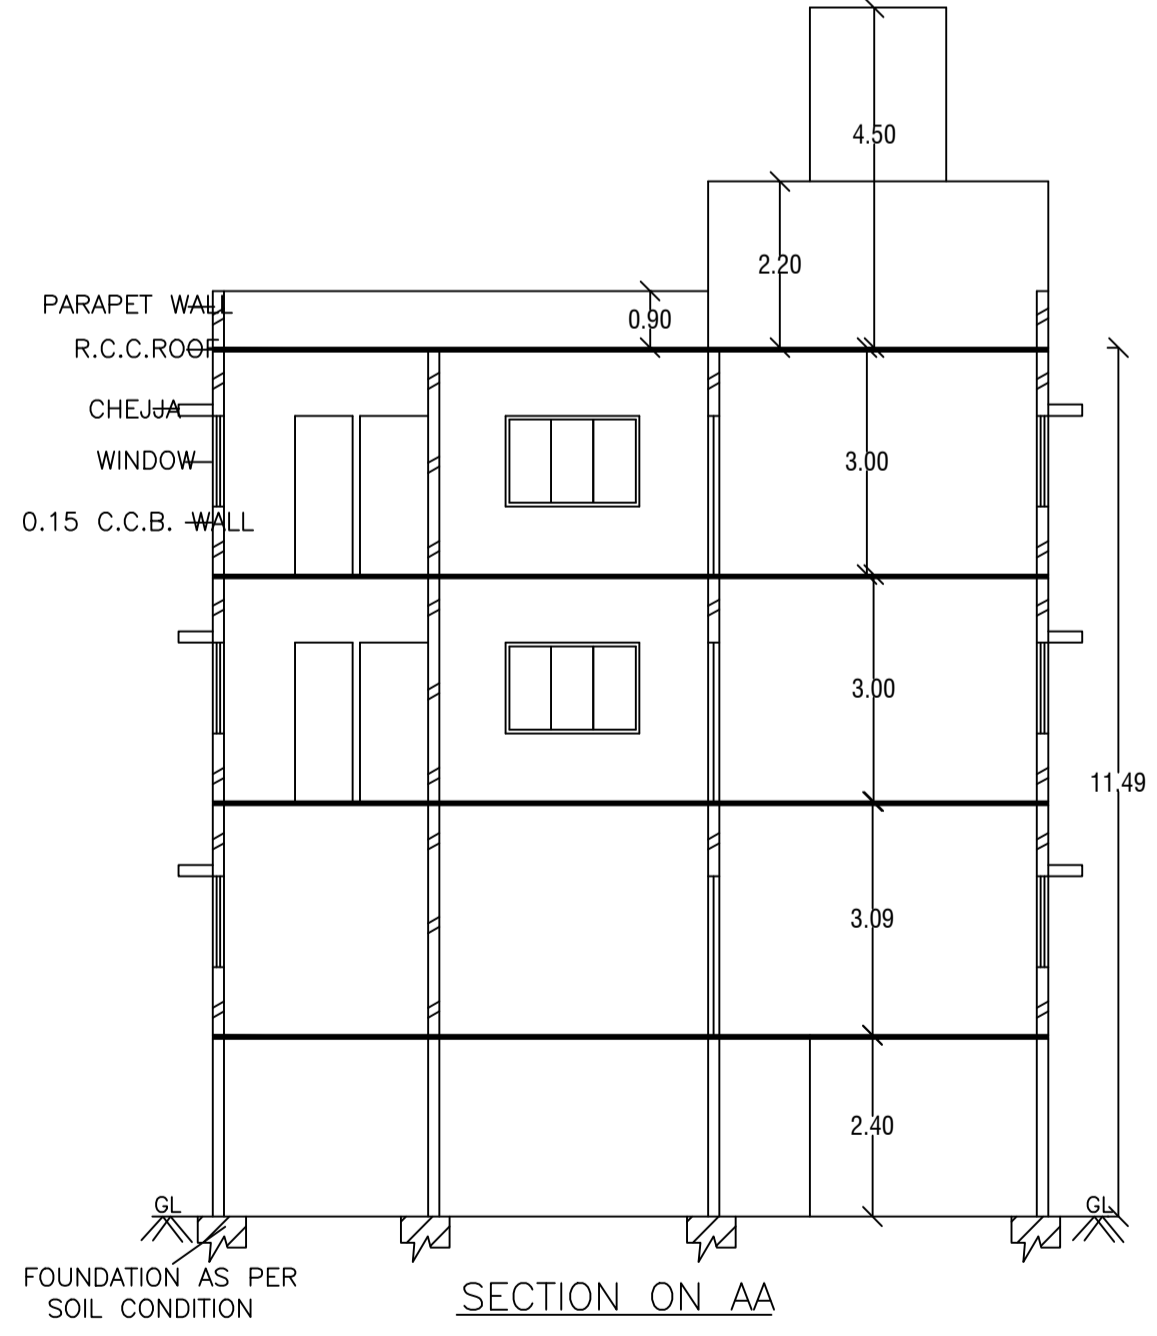 4.50
2.20
PARAPET WALL
0.90
R.C.C.ROOF
CHEJJA
WINDOW
3.00
0.15 C.C.B. WALL
3.00
11.49
3.09
2.40
GL
GL
FOUNDATION AS PER
SOIL CONDITION
SECTION ON AA